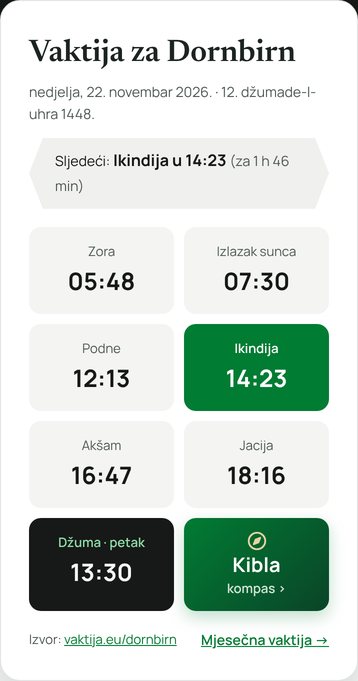 Vaktija za Dornbirn
nedjelja, 22. novembar 2026. · 12. džumade-l-
uhra 1448.
Sljedeći: Ikindija u 14:23 (za 1 h 46
min)
Zora
05:48
Izlazak sunca
07:30
Podne
12:13
Ikindija
14:23
Akšam
16:47
Jacija
18:16
Džuma · petak
13:30
Kibla
kompas ›
Izvor: vaktija.eu/dornbirn
Mjesečna vaktija →